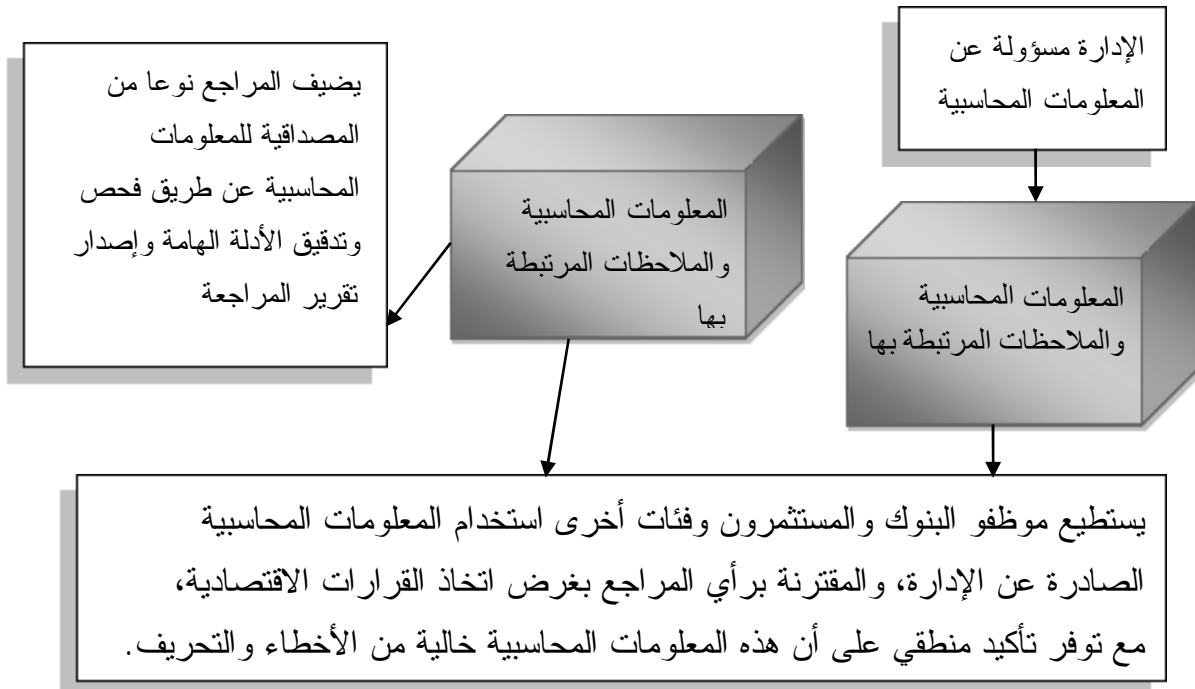 الإدارة مسؤولة عن
المعلومات المحاسبية
يضيف المراجع نوعا من
المصداقية للمعلومات
المحاسبية عن طريق فحص
وتدقيق الأدلة الهامة وإصدار
تقرير المراجعة
المعلومات المحاسبية
والملاحظات المرتبطة
بها
المعلومات المحاسبية
والملاحظات المرتبطة بها
يستطيع موظفو البنوك والمستثمرون وفئات أخرى استخدام المعلومات المحاسبية
الصادرة عن الإدارة، والمقترنة برأي المراجع بغرض اتخاذ القرارات الاقتصادية،
مع توفر تأكيد منطقي على أن هذه المعلومات المحاسبية خالية من الأخطاء والتحريف.